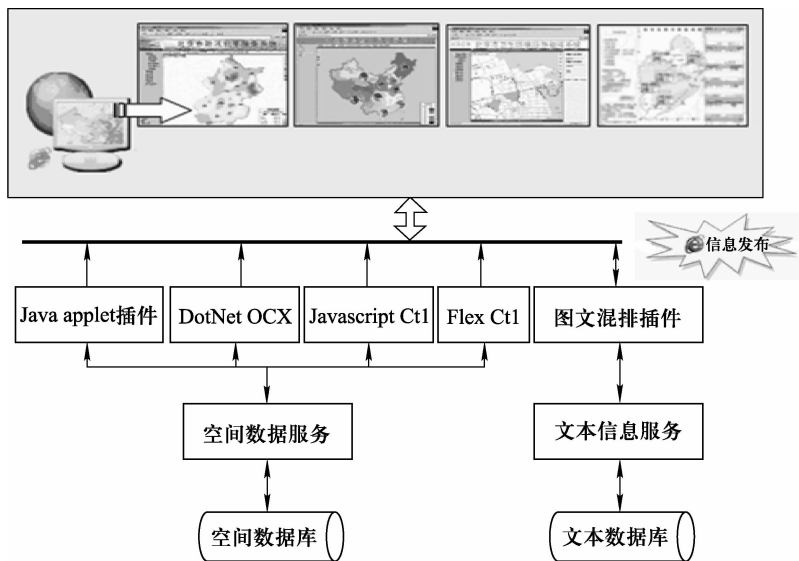 信息发布
Java applet插件
DotNet OCX
Javascript Ct1
Flex Ct1
图文混排插件
空间数据服务
文本信息服务
空间数据库
文本数据库